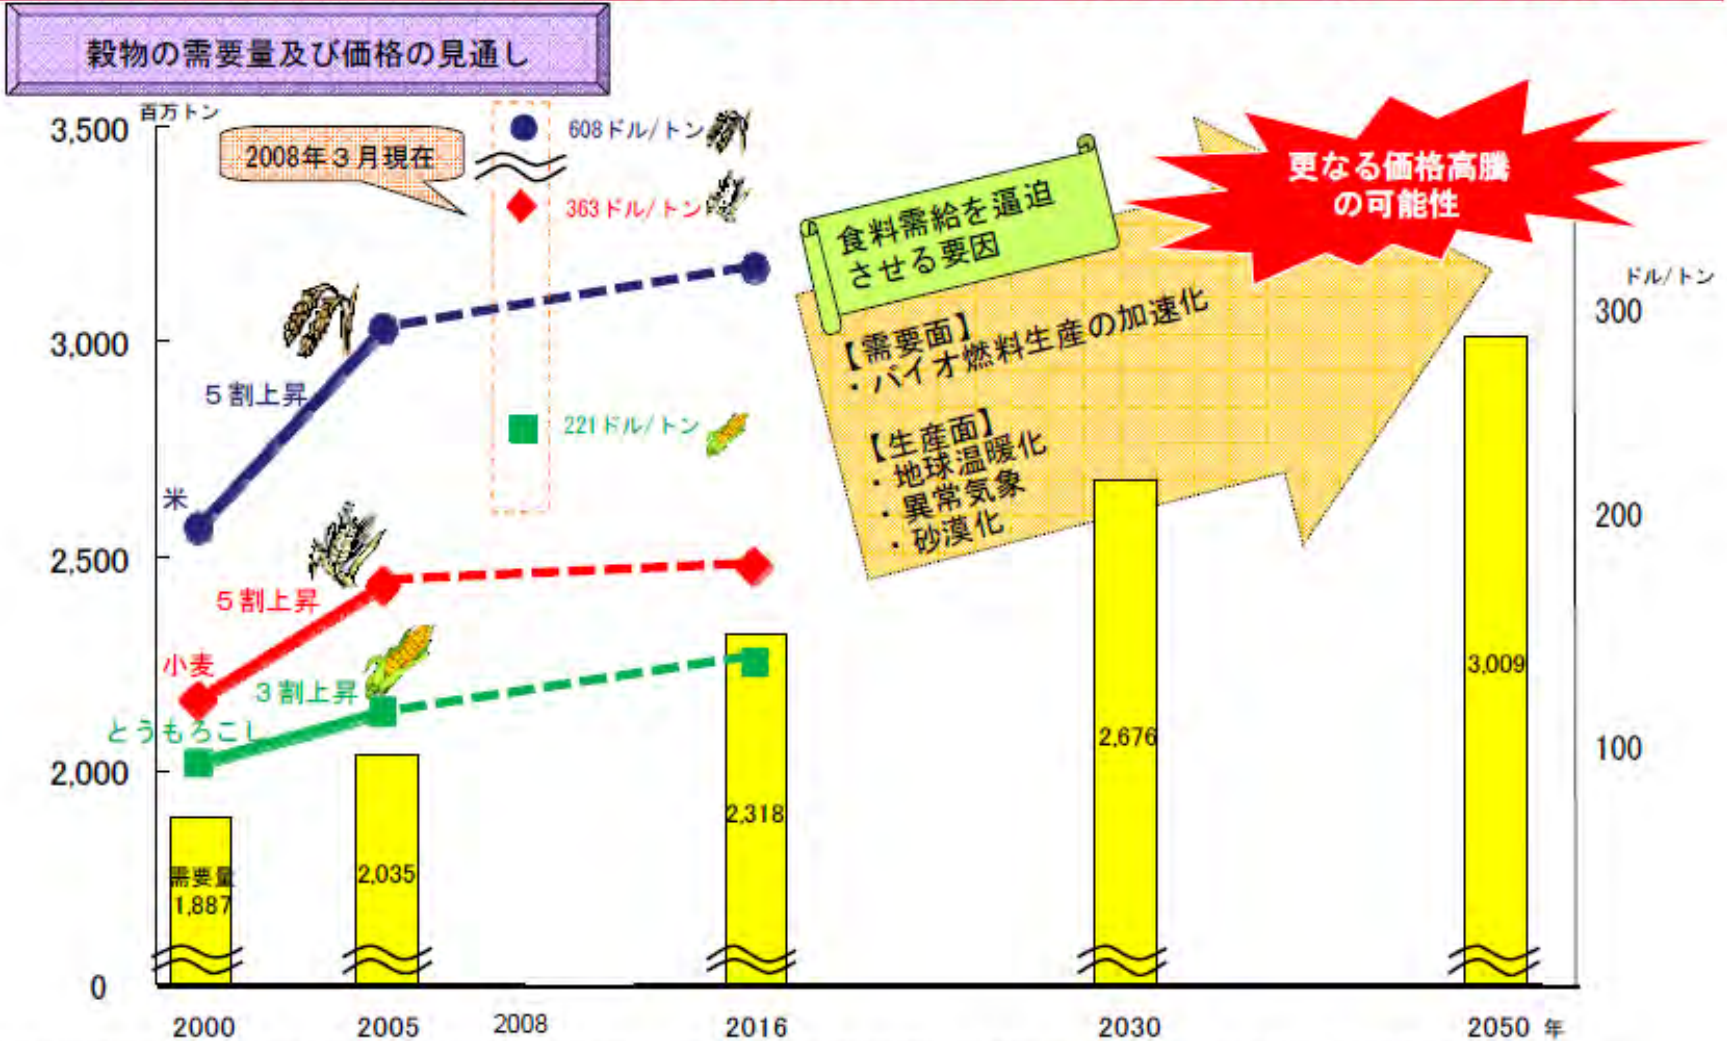 穀物の需要量及び価格の見通し
百万トン
3,500
3,000
2,500
2,000
0
2008年３月現在
608ドル/トン
363ドル/トン
221ドル/トン
更なる価格高騰
の可能性
食料需給を逼迫
させる要因
【需要面】
・バイオ燃料生産の加速化
【生産面】
・地球温暖化
・異常気象
・砂漠化
ドル/トン
300
200
100
５割上昇
米
５割上昇
小麦
３割上昇
とうもろこし
需要量
1,887
2,035
2,318
2,676
3,009
2000
2005
2008
2016
2030
2050 年